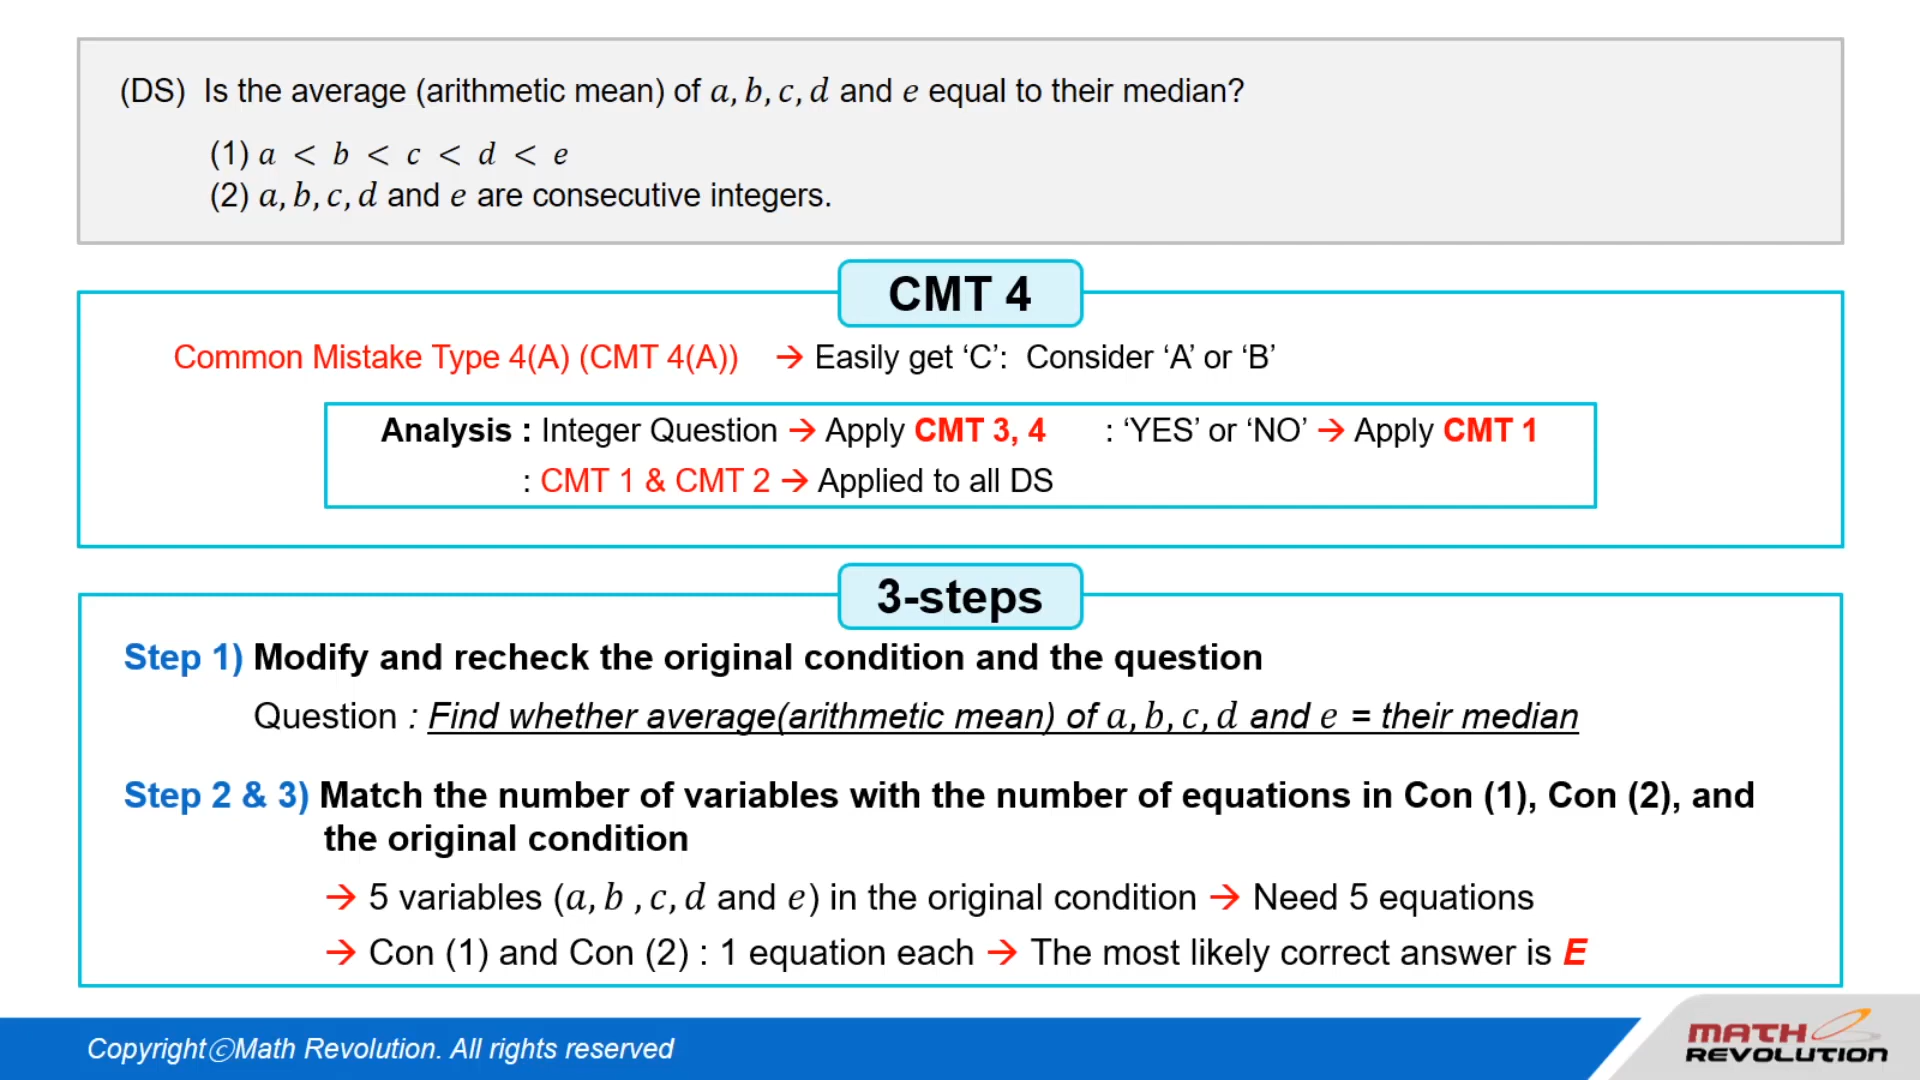 (DS) Is the average (arithmetic mean) of a, b, c, d and e equal to their median?
(1) a < b < c < d < e
(2) a, b, c, d and e are consecutive integers.
CMT 4
Common Mistake Type 4(A) (CMT 4(A)) → Easily get ‘C’: Consider ‘A’ or ‘B’
Analysis : Integer Question → Apply CMT 3, 4 : ‘YES’ or ‘NO’ → Apply CMT 1
: CMT 1 & CMT 2 → Applied to all DS
3-steps
Step 1) Modify and recheck the original condition and the question
Question : Find whether average(arithmetic mean) of a, b, c, d and e = their median
Step 2 & 3) Match the number of variables with the number of equations in Con (1), Con (2), and
the original condition
→ 5 variables (a, b , c, d and e) in the original condition → Need 5 equations
→ Con (1) and Con (2) : 1 equation each → The most likely correct answer is E
CopyrightⓒMath Revolution. All rights reserved
MATH
REVOLUTION